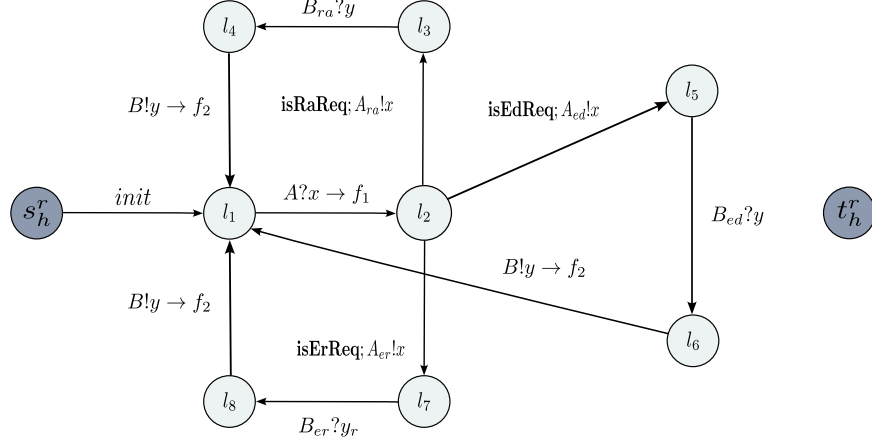 B_{ra}?y
l_4
l_3
l_5
B!y → f_2
isRaReq; A_{ra}!x
isEdReq; A_{ed}!x
s_h^r
init
l_1
A?x → f_1
l_2
B_{ed}?y
t_h^r
B!y → f_2
B!y → f_2
l_6
isErReq; A_{er}!x
l_8
l_7
B_{er}?y_r